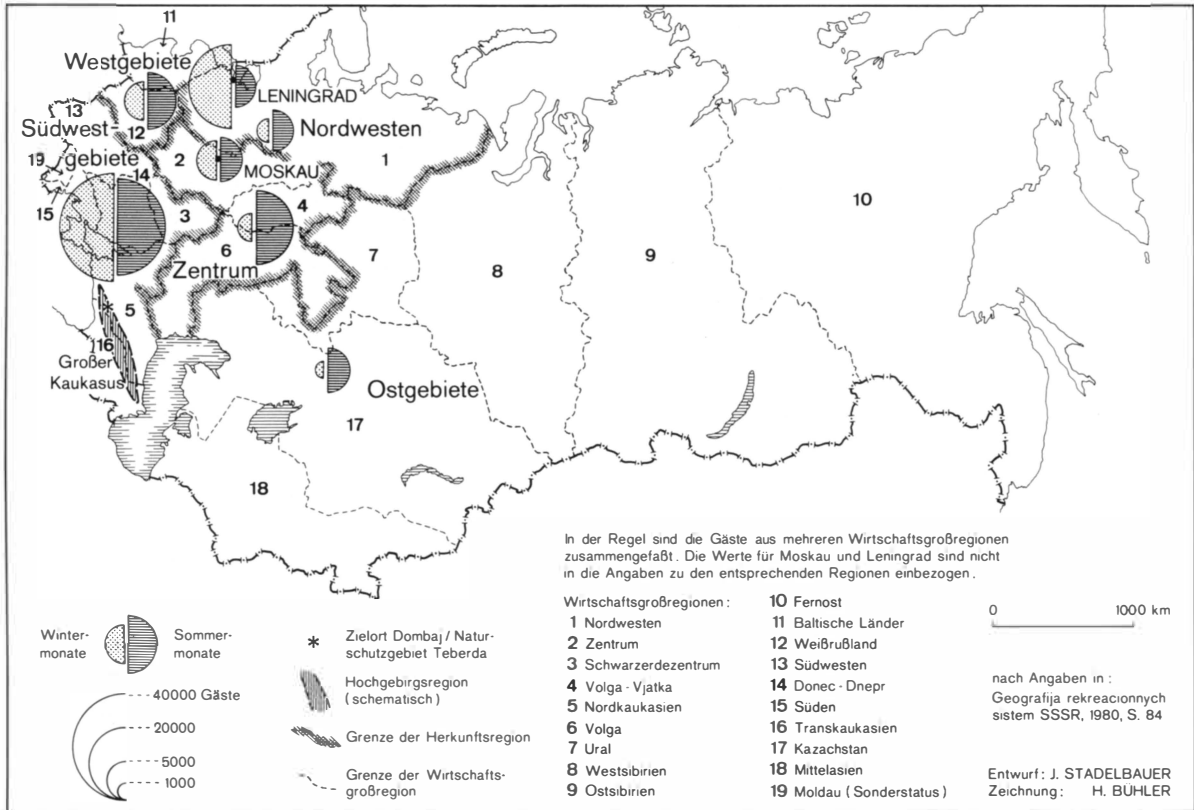 11
Westgebiete
LENINGRAD
13
Südwest-
gebiete
12
2
Nordwesten
1
19
14
MOSKAU
15
3
4
6
Zentrum
7
8
9
10
5
16
Großer
Kaukasus
Ostgebiete
17
18
In der Regel sind die Gäste aus mehreren Wirtschaftsgroßregionen
zusammengefaßt. Die Werte für Moskau und Leningrad sind nicht
in die Angaben zu den entsprechenden Regionen einbezogen.
Winter-
monate
Sommer-
monate
40000 Gäste
20000
5000
1000
* Zielort Dombaj / Natur-
schutzgebiet Teberda
Hochgebirgsregion
(schematisch)
Grenze der Herkunftsregion
Grenze der Wirtschafts-
großregion
Wirtschaftsgroßregionen:
1 Nordwesten
2 Zentrum
3 Schwarzerdezentrum
4 Volga - Vjatka
5 Nordkaukasien
6 Volga
7 Ural
8 Westsibirien
9 Ostsibirien
10 Fernost
11 Baltische Länder
12 Weißrußland
13 Südwesten
14 Donec - Dnepr
15 Süden
16 Transkaukasien
17 Kazachstan
18 Mittelasien
19 Moldau (Sonderstatus)
0 1000 km
nach Angaben in:
Geografija rekreacionnych
sistem SSSR, 1980, S. 84
Entwurf: J. STADELBAUER
Zeichnung: H. BÜHLER